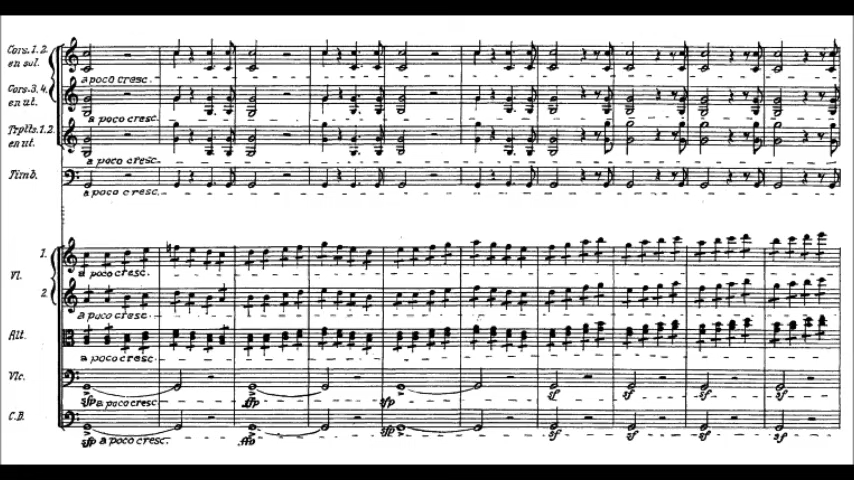 Cors.1.2.
en sol.
a poco cresc.
Cors.3.4.
en ut.
a poco cresc.
Trptts.1.2.
en ut.
a poco cresc.
Timb.
a poco cresc.
1.
a poco cresc.
Vl.
2.
a poco cresc.
Alt.
a poco cresc.
Vlc.
sfp a poco cresc. sfp sfp sf sf sf sf
C.B.
sfp a poco cresc. sfp sfp sf sf sf sf